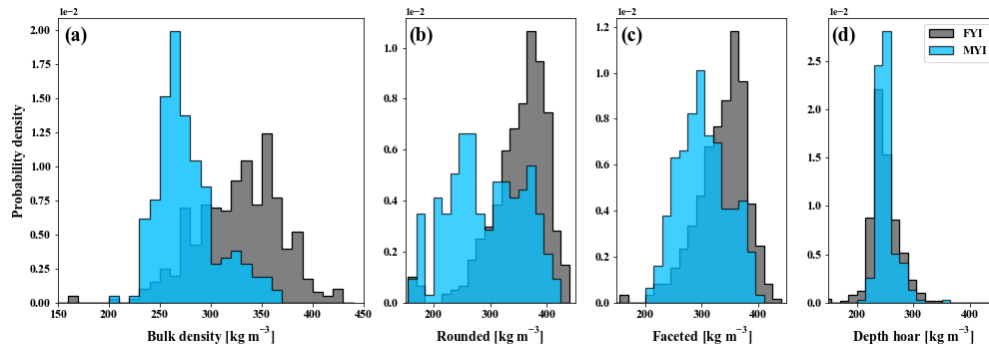 1e−2 1e−2 1e−2 1e−2
(a) (b) (c) (d)
FYI
MYI
Probability density
2.00
1.75
1.50
1.25
1.00
0.75
0.50
0.25
0.00
150 200 250 300 350 400 450
Bulk density [kg m⁻³]
1.0
0.8
0.6
0.4
0.2
0.0
200 300 400
Rounded [kg m⁻³]
1.2
1.0
0.8
0.6
0.4
0.2
0.0
200 300 400
Faceted [kg m⁻³]
2.5
2.0
1.5
1.0
0.5
0.0
200 300 400
Depth hoar [kg m⁻³]